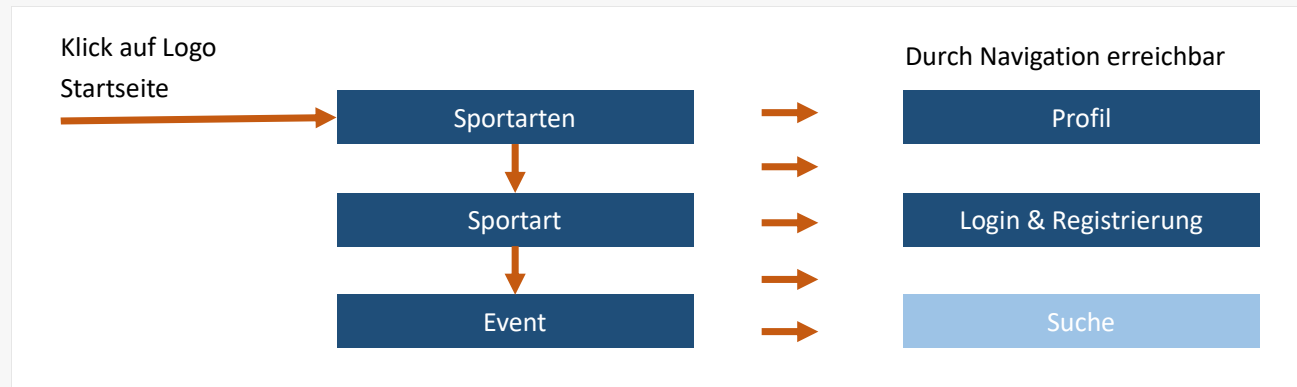 Klick auf Logo
Startseite
Durch Navigation erreichbar
Sportarten
Profil
Sportart
Login & Registrierung
Event
Suche